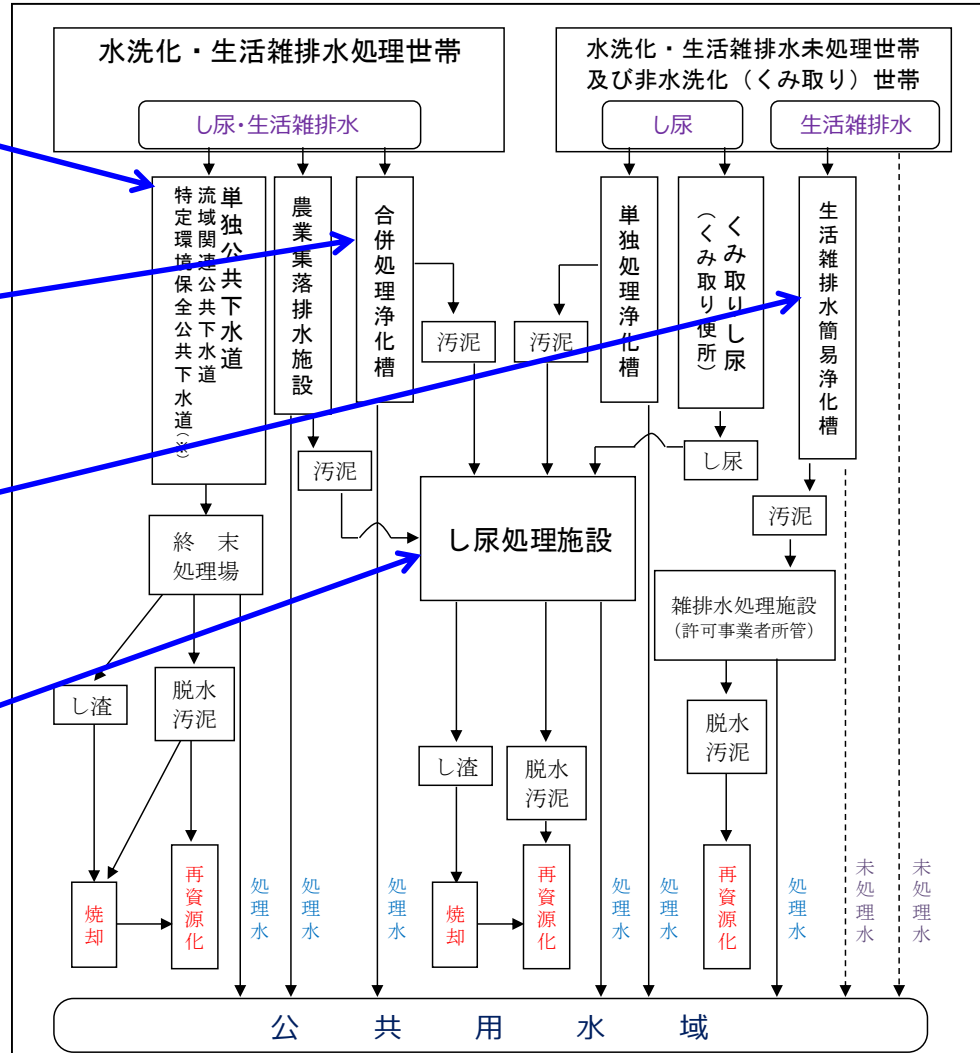 水洗化・生活雑排水処理世帯
し尿・生活雑排水
水洗化・生活雑排水未処理世帯
及び非水洗化（くみ取り）世帯
し尿
生活雑排水
単独公共下水道
流域関連公共下水道
特定環境保全公共下水道（※）
農業集落排水施設
合併処理浄化槽
汚泥
汚泥
単独処理浄化槽
くみ取りし尿
（くみ取り便所）
生活雑排水簡易浄化槽
汚泥
し尿
汚泥
し尿処理施設
終　末
処理場
雑排水処理施設
（許可事業者所管）
し渣
脱水
汚泥
し渣
脱水
汚泥
脱水
汚泥
焼却
再資源化
処理水
処理水
焼却
再資源化
処理水
処理水
再資源化
処理水
未処理水
未処理水
公　共　用　水　域